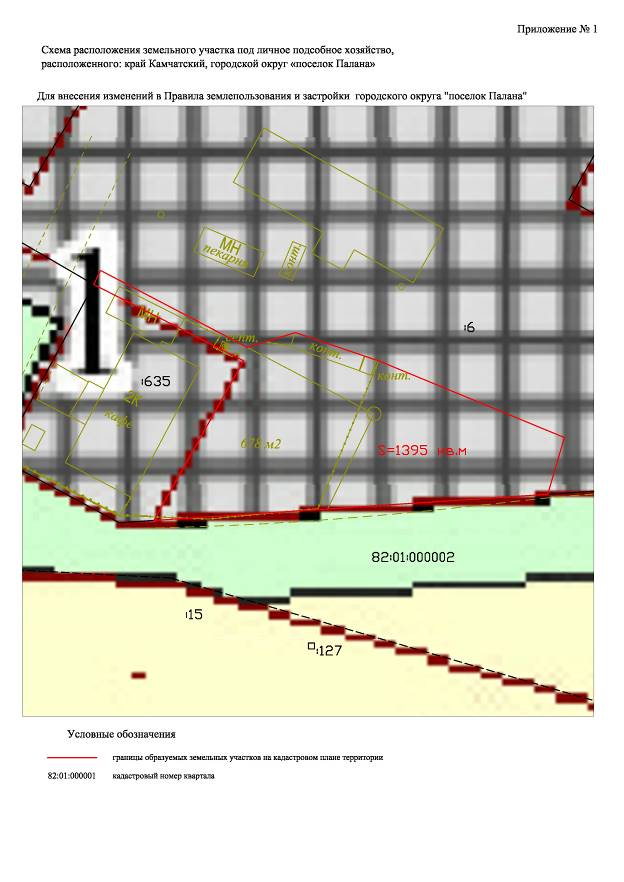 Приложение № 1
Схема расположения земельного участка под личное подсобное хозяйство,
расположенного: край Камчатский, городской округ «поселок Палана»
Для внесения изменений в Правила землепользования и застройки городского округа "поселок Палана"
МН
пекарня
конт.
1
МН
:6
септ.
конт.
конт.
:635
2К
кафе
678 м2
S=1395 кв.м
82:01:000002
:15
:127
Условные обозначения
границы образуемых земельных участков на кадастровом плане территории
82:01:000001 кадастровый номер квартала